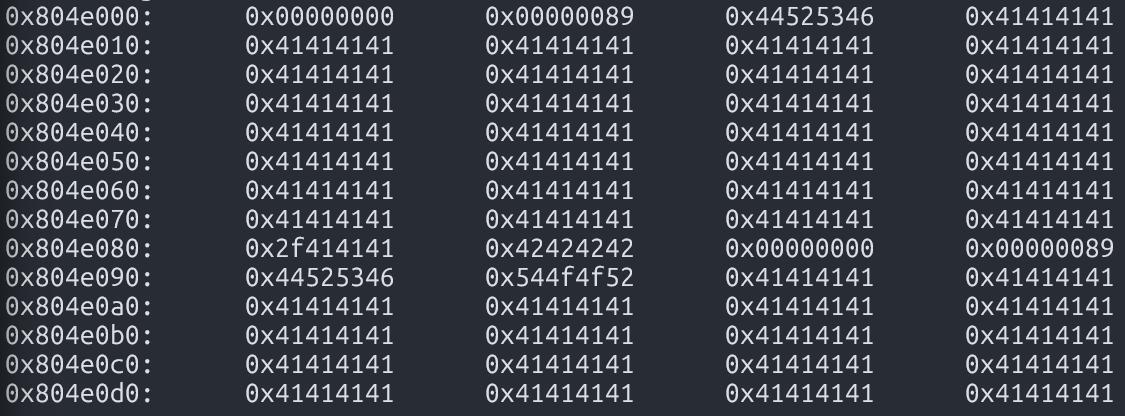 0x804e000: 0x00000000 0x00000089 0x44525346 0x41414141
0x804e010: 0x41414141 0x41414141 0x41414141 0x41414141
0x804e020: 0x41414141 0x41414141 0x41414141 0x41414141
0x804e030: 0x41414141 0x41414141 0x41414141 0x41414141
0x804e040: 0x41414141 0x41414141 0x41414141 0x41414141
0x804e050: 0x41414141 0x41414141 0x41414141 0x41414141
0x804e060: 0x41414141 0x41414141 0x41414141 0x41414141
0x804e070: 0x41414141 0x41414141 0x41414141 0x41414141
0x804e080: 0x2f414141 0x42424242 0x00000000 0x00000089
0x804e090: 0x44525346 0x544f4f52 0x41414141 0x41414141
0x804e0a0: 0x41414141 0x41414141 0x41414141 0x41414141
0x804e0b0: 0x41414141 0x41414141 0x41414141 0x41414141
0x804e0c0: 0x41414141 0x41414141 0x41414141 0x41414141
0x804e0d0: 0x41414141 0x41414141 0x41414141 0x41414141